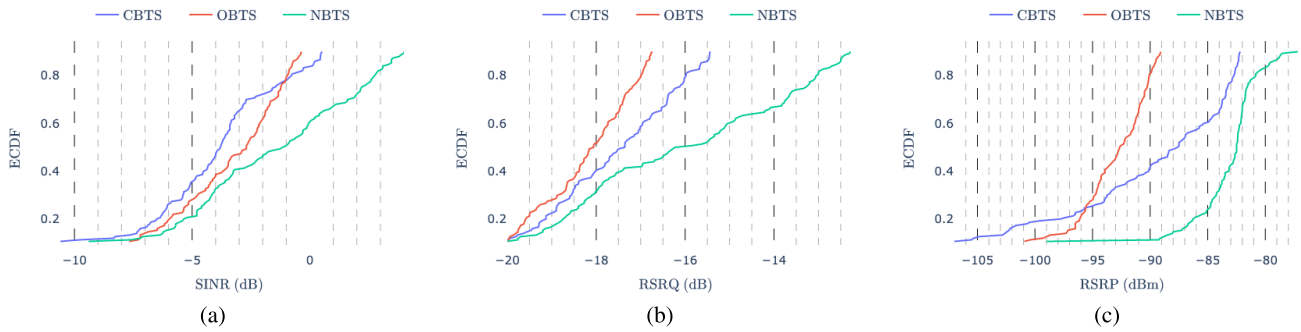 CBTS OBTS NBTS
0.8
0.6
0.4
0.2
ECDF
−10 −5 0
SINR (dB)
(a)
CBTS OBTS NBTS
0.8
0.6
0.4
0.2
ECDF
−20 −18 −16 −14
RSRQ (dB)
(b)
CBTS OBTS NBTS
0.8
0.6
0.4
0.2
ECDF
−105 −100 −95 −90 −85 −80
RSRP (dBm)
(c)